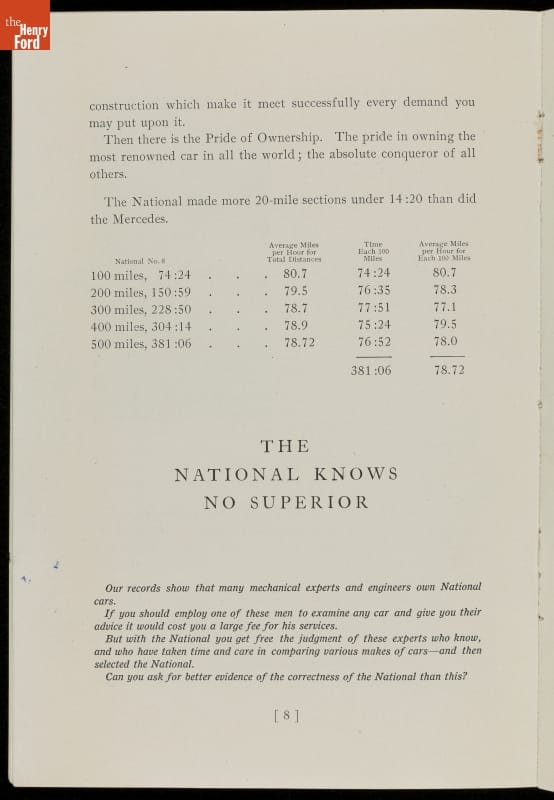 the
Henry
Ford
construction which make it meet successfully every demand you
may put upon it.
Then there is the Pride of Ownership. The pride in owning the
most renowned car in all the world; the absolute conqueror of all
others.
The National made more 20-mile sections under 14:20 than did
the Mercedes.
National No. 8 Average Miles per Hour for Total Distances Time Each 100 Miles Average Miles per Hour for Each 100 Miles
100 miles, 74:24 . . . 80.7 74:24 80.7
200 miles, 150:59 . . . 79.5 76:35 78.3
300 miles, 228:50 . . . 78.7 77:51 77.1
400 miles, 304:14 . . . 78.9 75:24 79.5
500 miles, 381:06 . . . 78.72 76:52 78.0
381:06 78.72
THE
NATIONAL KNOWS
NO SUPERIOR
Our records show that many mechanical experts and engineers own National
cars.
If you should employ one of these men to examine any car and give you their
advice it would cost you a large fee for his services.
But with the National you get free the judgment of these experts who know,
and who have taken time and care in comparing various makes of cars—and then
selected the National.
Can you ask for better evidence of the correctness of the National than this?
[ 8 ]